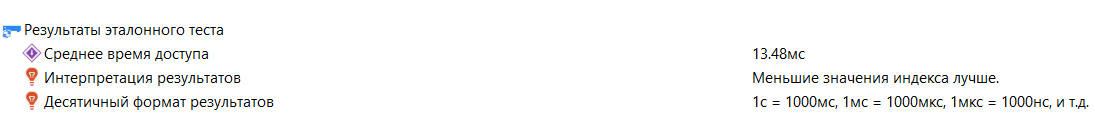 Результаты эталонного теста
Среднее время доступа 13.48мс
Интерпретация результатов Меньшие значения индекса лучше.
Десятичный формат результатов 1с = 1000мс, 1мс = 1000мкс, 1мкс = 1000нс, и т.д.